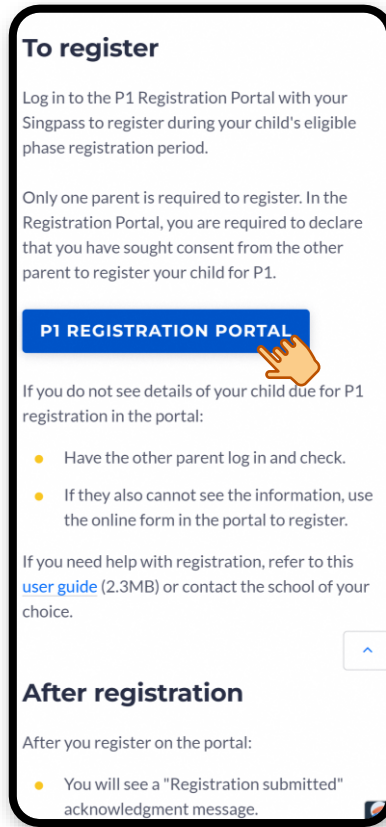 To register
Log in to the P1 Registration Portal with your
Singpass to register during your child's eligible
phase registration period.
Only one parent is required to register. In the
Registration Portal, you are required to declare
that you have sought consent from the other
parent to register your child for P1.
P1 REGISTRATION PORTAL
If you do not see details of your child due for P1
registration in the portal:
Have the other parent log in and check.
If they also cannot see the information, use
the online form in the portal to register.
If you need help with registration, refer to this
user guide (2.3MB) or contact the school of your
choice.
After registration
After you register on the portal:
You will see a "Registration submitted"
acknowledgment message.